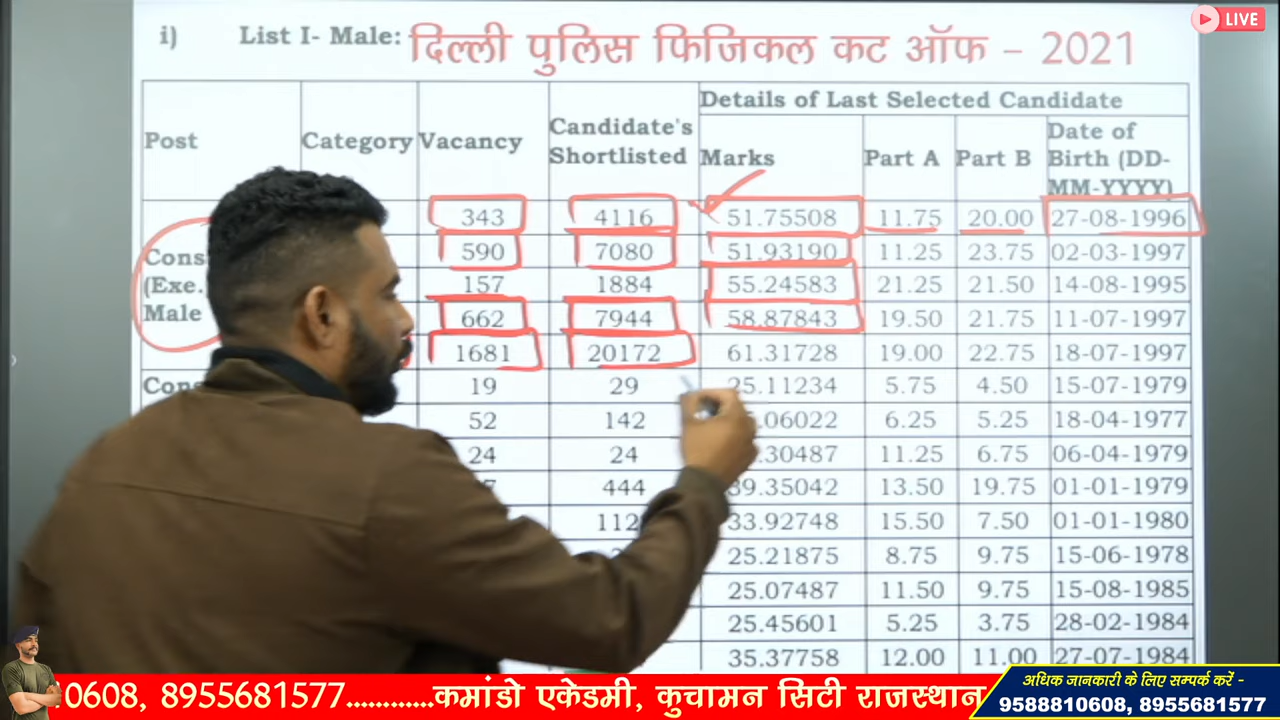 LIVE
i) List I- Male: दिल्ली पुलिस फिजिकल कट ऑफ – 2021
Details of Last Selected Candidate
Post Category Vacancy Candidate's Shortlisted Marks Part A Part B Date of Birth (DD-MM-YYYY)
343 4116 51.75508 11.75 20.00 27-08-1996
Cons 590 7080 51.93190 11.25 23.75 02-03-1997
(Exe. 157 1884 55.24583 21.25 21.50 14-08-1995
Male 662 7944 58.87843 19.50 21.75 11-07-1997
1681 20172 61.31728 19.00 22.75 18-07-1997
19 29 25.11234 5.75 4.50 15-07-1979
52 142 .06022 6.25 5.25 18-04-1977
24 24 .30487 11.25 6.75 06-04-1979
444 39.35042 13.50 19.75 01-01-1979
112 33.92748 15.50 7.50 01-01-1980
25.21875 8.75 9.75 15-06-1978
25.07487 11.50 9.75 15-08-1985
25.45601 5.25 3.75 28-02-1984
35.37758 12.00 11.00 27-07-1984
10608, 8955681577............कमांडो एकेडमी, कुचामन सिटी राजस्थान
अधिक जानकारी के लिए सम्पर्क करें -
9588810608, 8955681577